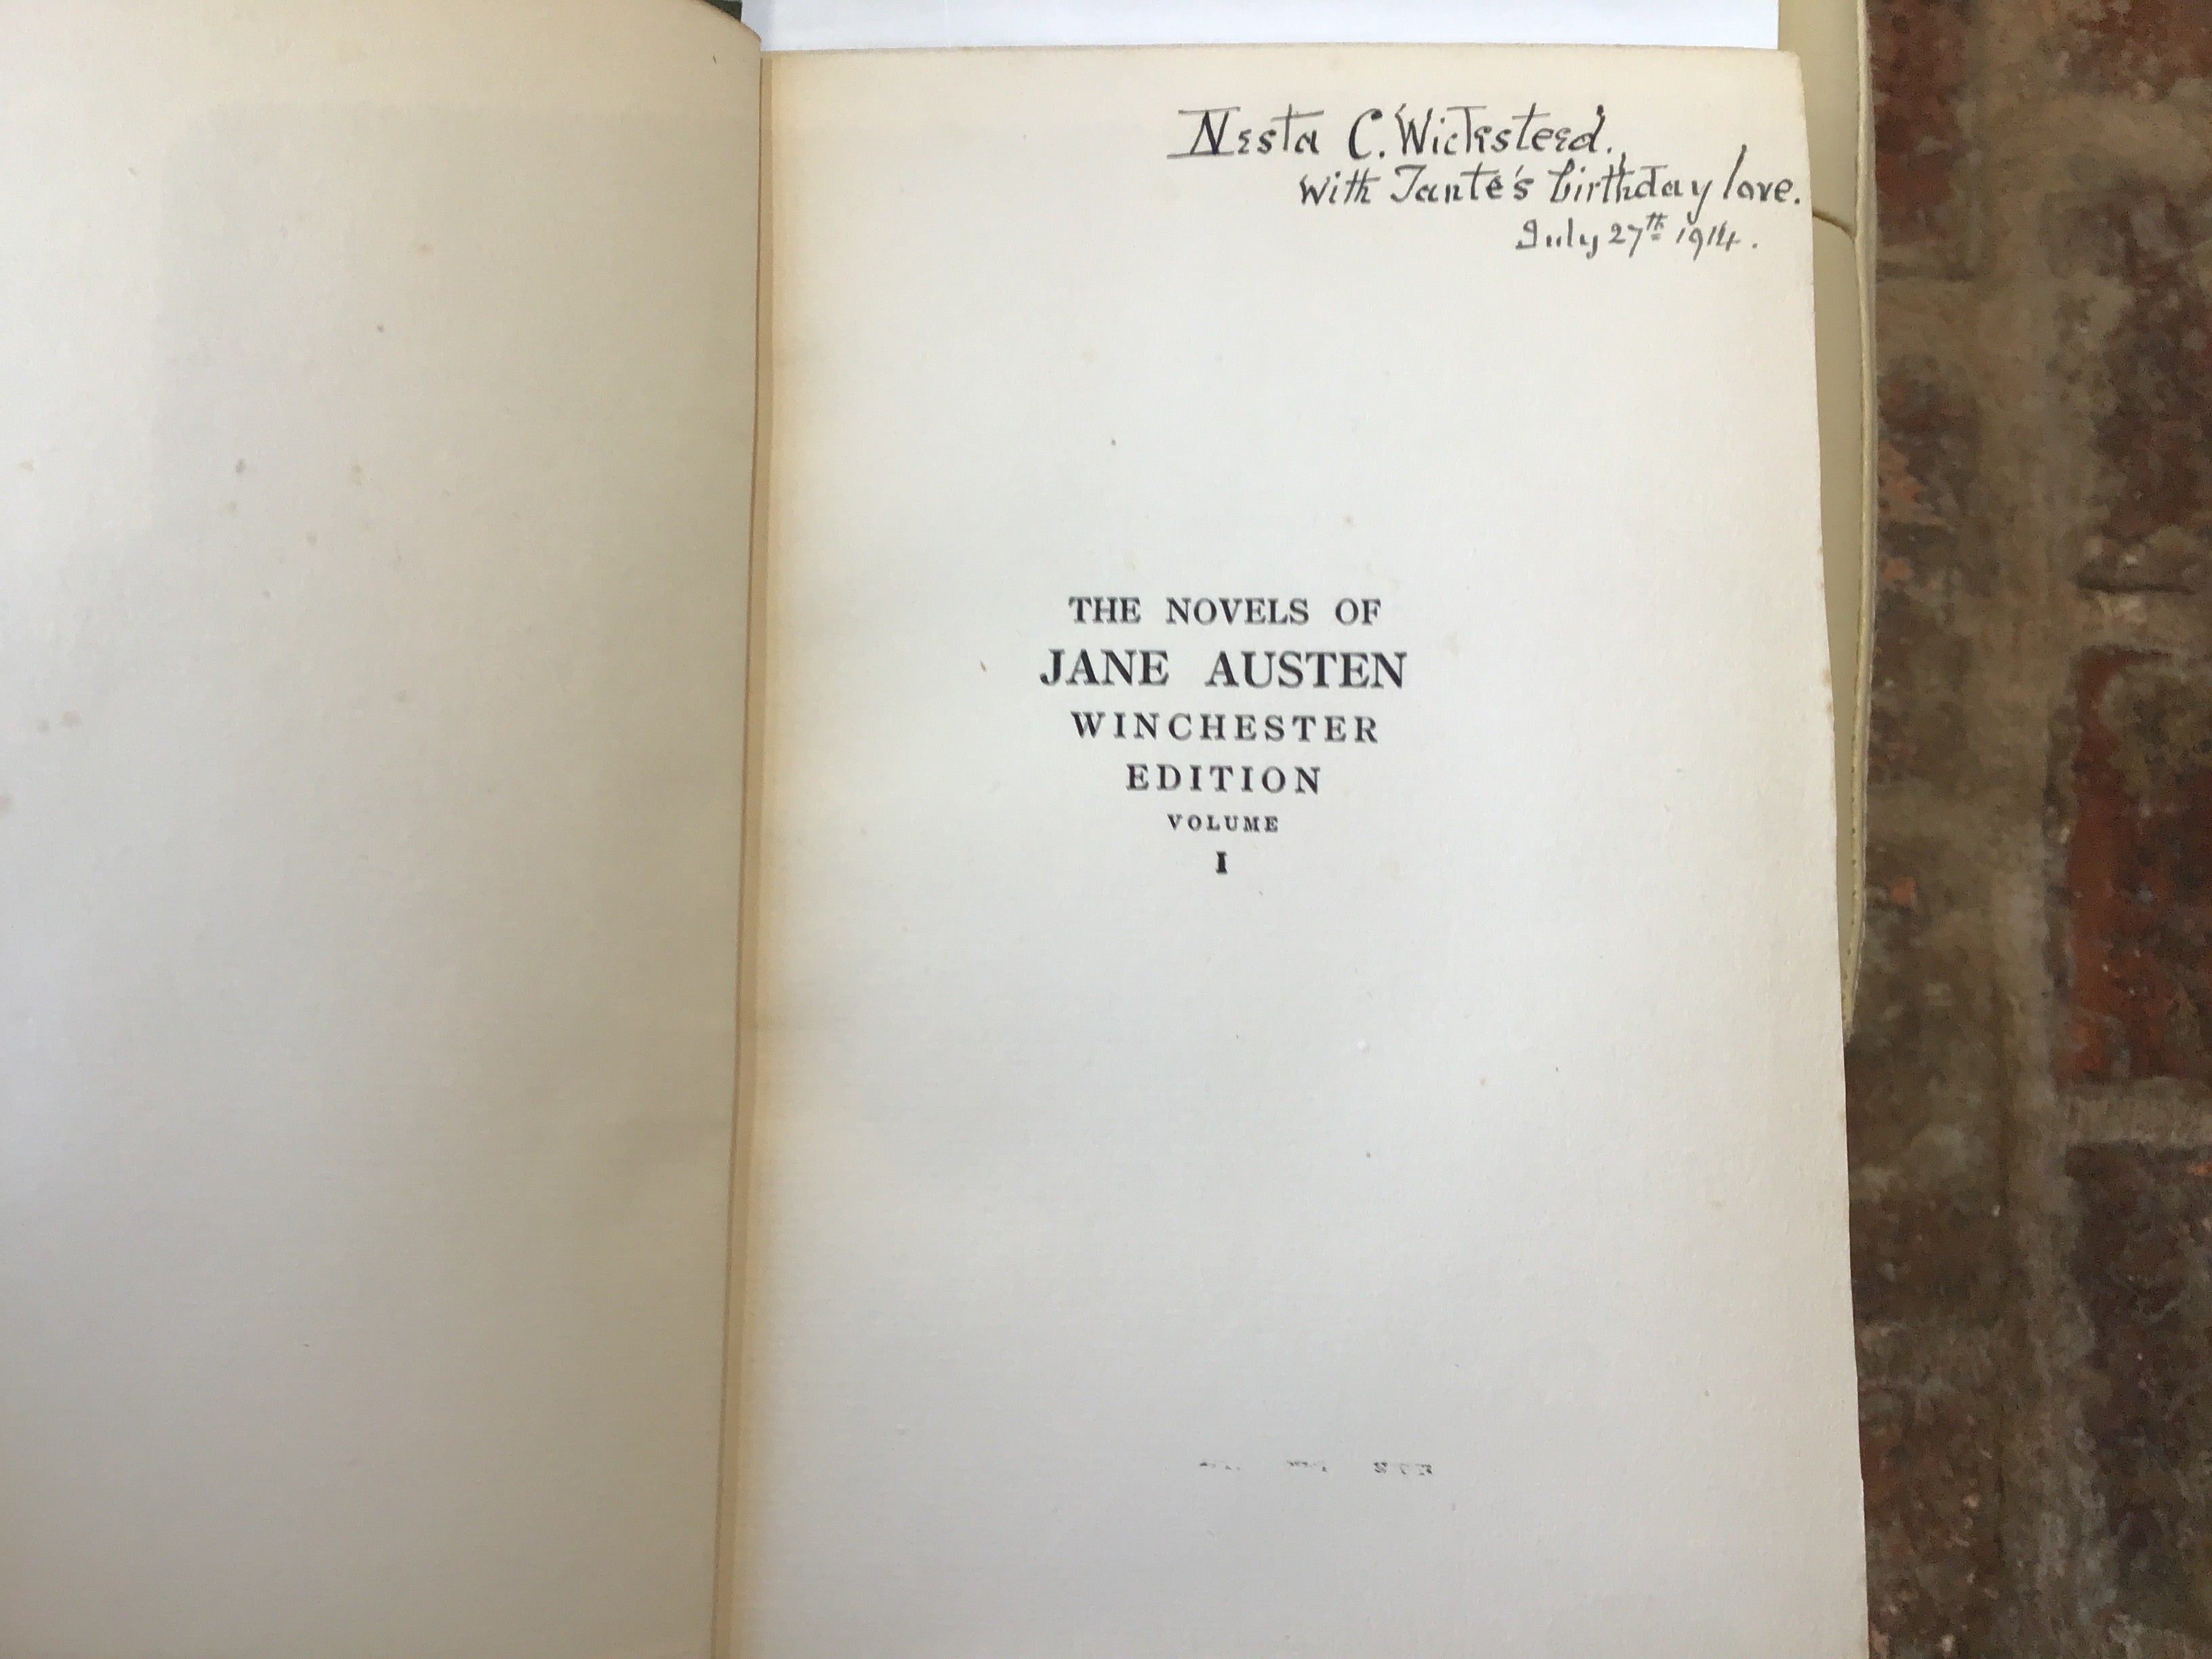 Nesta C. Wicksteed.
with Tante's birthday love.
July 27th 1914.
THE NOVELS OF
JANE AUSTEN
WINCHESTER
EDITION
VOLUME
I